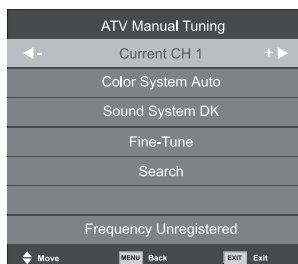 ATV Manual Tuning
- Current CH 1 +
Color System Auto
Sound System DK
Fine-Tune
Search
Frequency Unregistered
Move MENU Back EXIT Exit